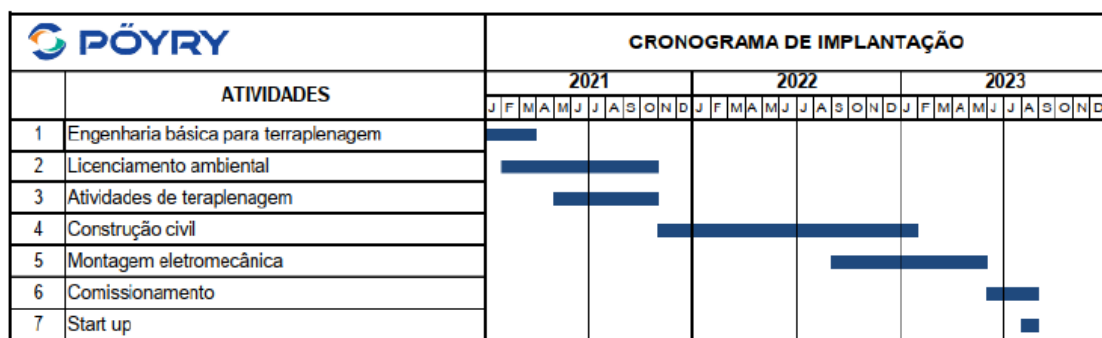 PÖYRY
CRONOGRAMA DE IMPLANTAÇÃO
ATIVIDADES
2021 2022 2023
J F M A M J J A S O N D J F M A M J J A S O N D J F M A M J J A S O N D
1 Engenharia básica para terraplenagem
2 Licenciamento ambiental
3 Atividades de teraplenagem
4 Construção civil
5 Montagem eletromecânica
6 Comissionamento
7 Start up